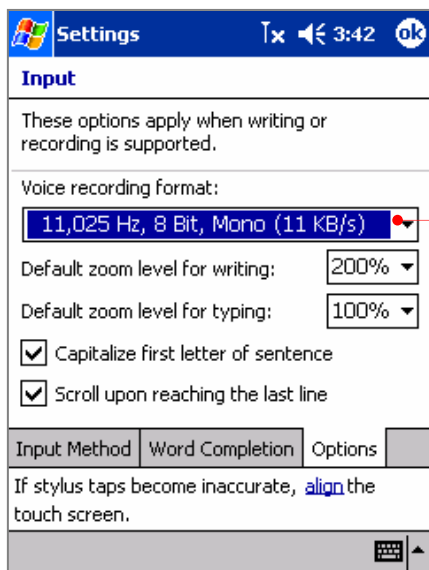 Settings 3:42 ok
Input
These options apply when writing or
recording is supported.
Voice recording format:
11,025 Hz, 8 Bit, Mono (11 KB/s)
Default zoom level for writing: 200%
Default zoom level for typing: 100%
Capitalize first letter of sentence
Scroll upon reaching the last line
Input Method Word Completion Options
If stylus taps become inaccurate, align the
touch screen.